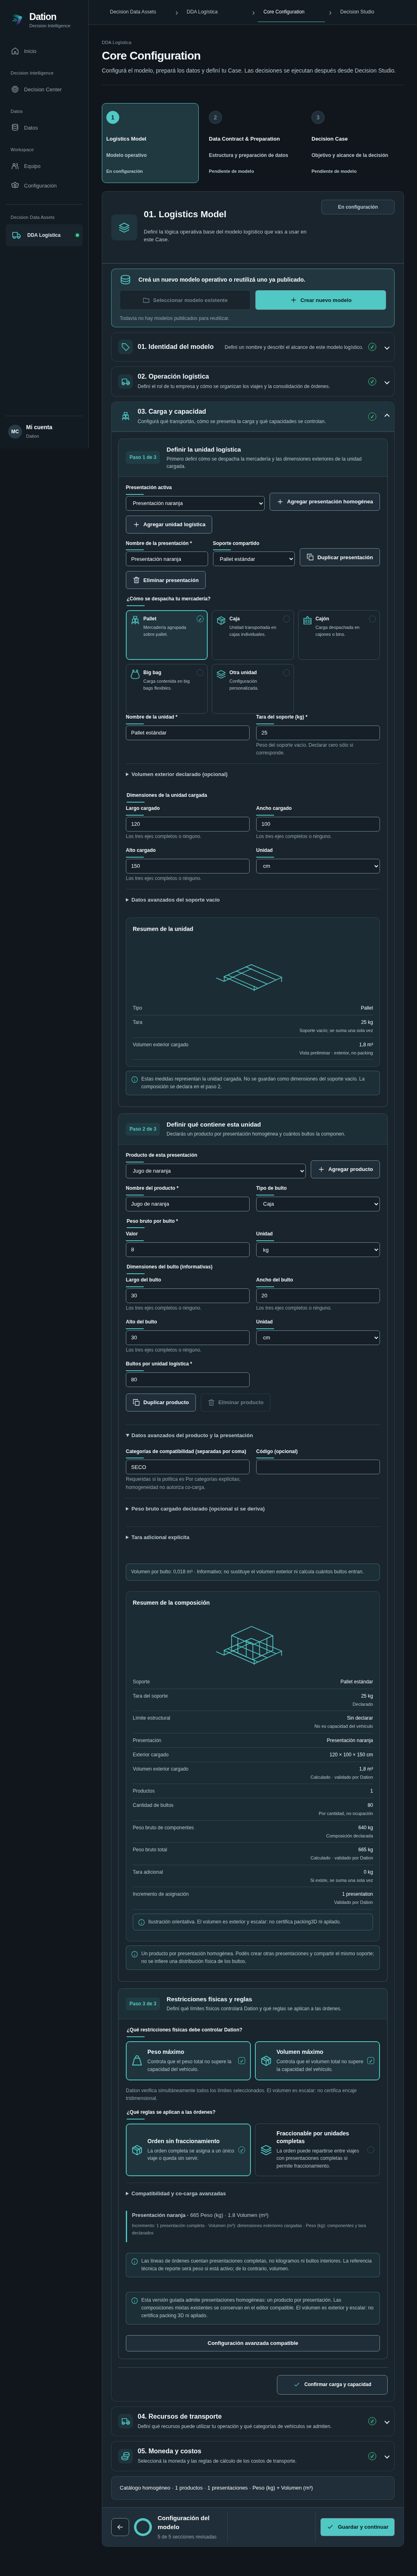 Dation
Decision Intelligence
Inicio
Decision Intelligence
Decision Center
Datos
Datos
Workspace
Equipo
Configuración
Decision Data Assets
DDA Logística
MC
Mi cuenta
Dation
Decision Data Assets
DDA Logística
Core Configuration
Decision Studio
DDA Logística
Core Configuration
Configurá el modelo, prepará los datos y definí tu Case. Las decisiones se ejecutan después desde Decision Studio.
1
Logistics Model
Modelo operativo
En configuración
2
Data Contract & Preparation
Estructura y preparación de datos
Pendiente de modelo
3
Decision Case
Objetivo y alcance de la decisión
Pendiente de modelo
01. Logistics Model
Definí la lógica operativa base del modelo logístico que vas a usar en
este Case.
En configuración
Creá un nuevo modelo operativo o reutilizá uno ya publicado.
Seleccionar modelo existente
Crear nuevo modelo
Todavía no hay modelos publicados para reutilizar.
01. Identidad del modelo
Definí un nombre y describí el alcance de este modelo logístico.
02. Operación logística
Definí el rol de tu empresa y cómo se organizan los viajes y la consolidación de órdenes.
03. Carga y capacidad
Configurá qué transportás, cómo se presenta la carga y qué capacidades se controlan.
Paso 1 de 3
Definir la unidad logística
Primero definí cómo se despacha la mercadería y las dimensiones exteriores de la unidad
cargada.
Presentación activa
Presentación naranja
Agregar presentación homogénea
Agregar unidad logística
Nombre de la presentación *
Presentación naranja
Soporte compartido
Pallet estándar
Duplicar presentación
Eliminar presentación
¿Cómo se despacha tu mercadería?
Pallet
Mercadería agrupada
sobre pallet.
Caja
Unidad transportada en
cajas individuales.
Cajón
Carga despachada en
cajones o bins.
Big bag
Carga contenida en big
bags flexibles.
Otra unidad
Configuración
personalizada.
Nombre de la unidad *
Pallet estándar
Tara del soporte (kg) *
25
Peso del soporte vacío. Declarar cero sólo si
corresponde.
Volumen exterior declarado (opcional)
Dimensiones de la unidad cargada
Largo cargado
120
Los tres ejes completos o ninguno.
Ancho cargado
100
Los tres ejes completos o ninguno.
Alto cargado
150
Los tres ejes completos o ninguno.
Unidad
cm
Datos avanzados del soporte vacío
Resumen de la unidad
Tipo
Pallet
Tara
25 kg
Soporte vacío; se suma una sola vez
Volumen exterior cargado
1,8 m³
Vista preliminar · exterior, no packing
Estas medidas representan la unidad cargada. No se guardan como dimensiones del soporte vacío. La
composición se declara en el paso 2.
Paso 2 de 3
Definir qué contiene esta unidad
Declarás un producto por presentación homogénea y cuántos bultos la componen.
Producto de esta presentación
Jugo de naranja
Agregar producto
Nombre del producto *
Jugo de naranja
Tipo de bulto
Caja
Peso bruto por bulto *
Valor
8
Unidad
kg
Dimensiones del bulto (informativas)
Largo del bulto
30
Los tres ejes completos o ninguno.
Ancho del bulto
20
Los tres ejes completos o ninguno.
Alto del bulto
30
Los tres ejes completos o ninguno.
Unidad
cm
Bultos por unidad logística *
80
Duplicar producto
Eliminar producto
Datos avanzados del producto y la presentación
Categorías de compatibilidad (separadas por coma)
SECO
Requeridas si la política es Por categorías explícitas;
homogeneidad no autoriza co-carga.
Código (opcional)
Peso bruto cargado declarado (opcional si se deriva)
Tara adicional explícita
Volumen por bulto: 0,018 m³ · informativo; no sustituye el volumen exterior ni calcula cuántos bultos entran.
Resumen de la composición
Soporte
Pallet estándar
Tara del soporte
25 kg
Declarado
Límite estructural
Sin declarar
No es capacidad del vehículo
Presentación
Presentación naranja
Exterior cargado
120 × 100 × 150 cm
Volumen exterior cargado
1,8 m³
Calculado · validado por Dation
Productos
1
Cantidad de bultos
80
Por cantidad, no ocupación
Peso bruto de componentes
640 kg
Composición declarada
Peso bruto total
665 kg
Calculado · validado por Dation
Tara adicional
0 kg
Si existe, se suma una sola vez
Incremento de asignación
1 presentation
Validado por Dation
Ilustración orientativa. El volumen es exterior y escalar: no certifica packing3D ni apilado.
Un producto por presentación homogénea. Podés crear otras presentaciones y compartir el mismo soporte;
no se infiere una distribución física de los bultos.
Paso 3 de 3
Restricciones físicas y reglas
Definí qué límites físicos controlará Dation y qué reglas se aplican a las órdenes.
¿Qué restricciones físicas debe controlar Dation?
Peso máximo
Controla que el peso total no supere la
capacidad del vehículo.
Volumen máximo
Controla que el volumen total no supere
la capacidad del vehículo.
Dation verifica simultáneamente todos los límites seleccionados. El volumen es escalar: no certifica encaje
tridimensional.
¿Qué reglas se aplican a las órdenes?
Orden sin fraccionamiento
La orden completa se asigna a un único
viaje o queda sin servir.
Fraccionable por unidades
completas
La orden puede repartirse entre viajes
con presentaciones completas si
permite fraccionamiento.
Compatibilidad y co-carga avanzadas
Presentación naranja · 665 Peso (kg) · 1.8 Volumen (m³)
Incremento: 1 presentación completa · Volumen (m³): dimensiones exteriores cargadas · Peso (kg): componentes y tara
declarados
Las líneas de órdenes cuentan presentaciones completas, no kilogramos ni bultos interiores. La referencia
técnica de reporte será peso si está activo; de lo contrario, volumen.
Esta versión guiada admite presentaciones homogéneas: un producto por presentación. Las
composiciones mixtas existentes se conservan en el editor compatible. El volumen es exterior y escalar: no
certifica packing 3D ni apilado.
Configuración avanzada compatible
Confirmar carga y capacidad
04. Recursos de transporte
Definí qué recursos puede utilizar tu operación y qué categorías de vehículos se admiten.
05. Moneda y costos
Seleccioná la moneda y las reglas de cálculo de los costos de transporte.
Catálogo homogéneo · 1 productos · 1 presentaciones · Peso (kg) + Volumen (m³)
Configuración del
modelo
5 de 5 secciones revisadas
Guardar y continuar